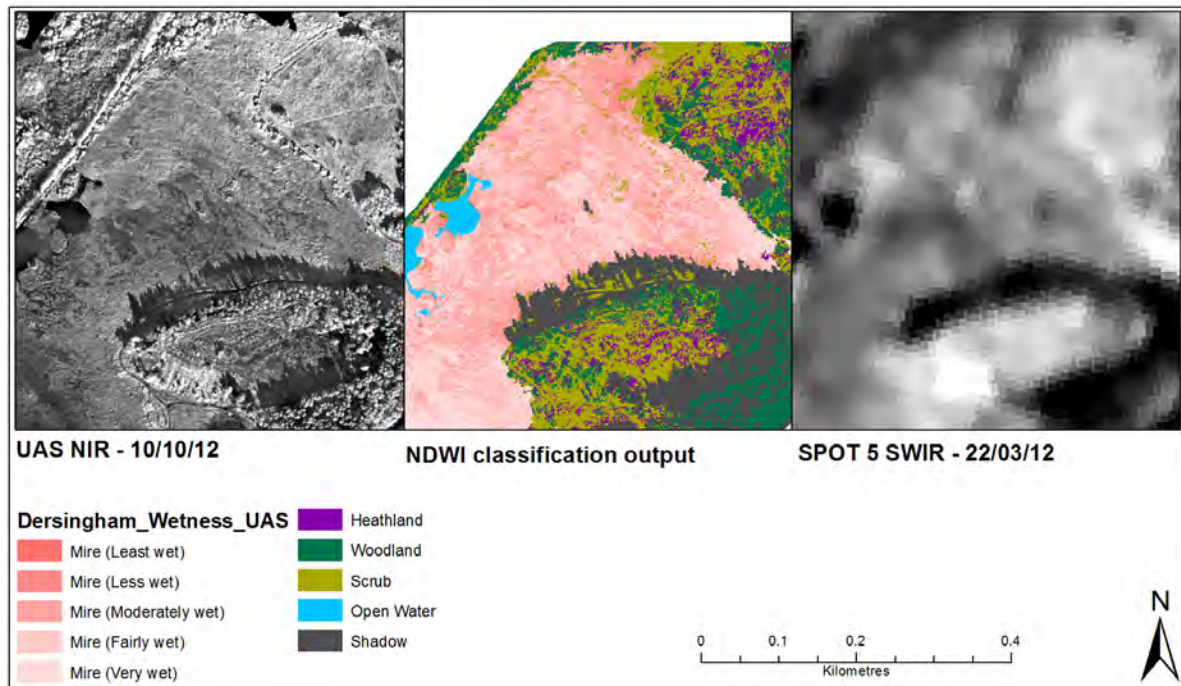 UAS NIR - 10/10/12
NDWI classification output
SPOT 5 SWIR - 22/03/12
Dersingham_Wetness_UAS
Mire (Least wet)
Mire (Less wet)
Mire (Moderately wet)
Mire (Fairly wet)
Mire (Very wet)
Heathland
Woodland
Scrub
Open Water
Shadow
0 0.1 0.2 0.4
Kilometres
N